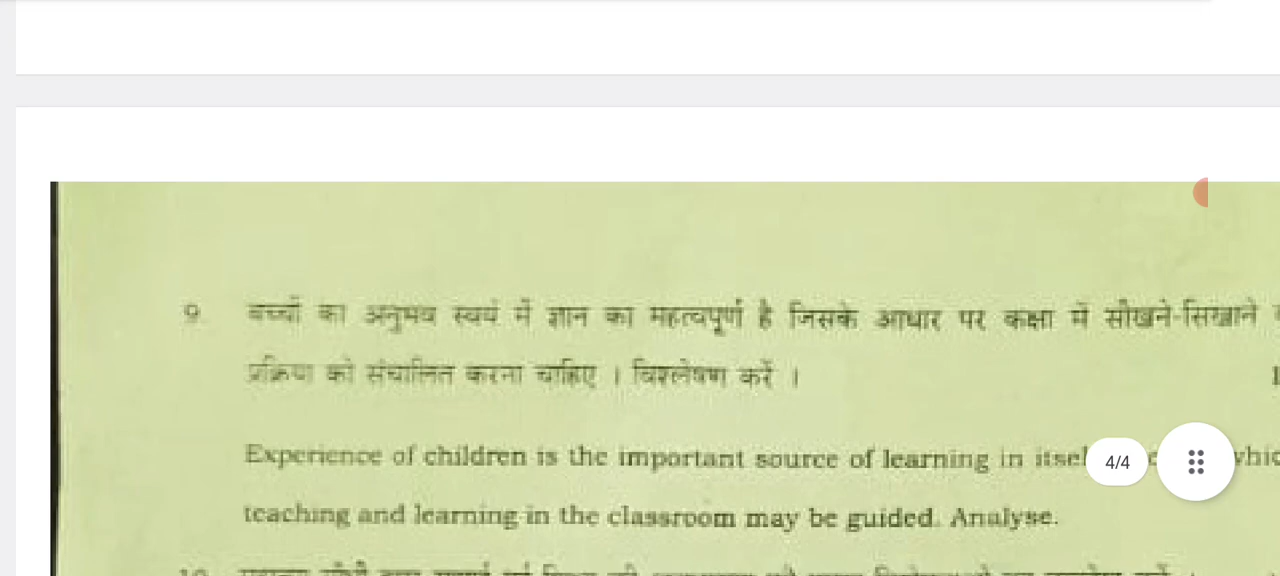 9 बच्चों का अनुभव स्वयं में ज्ञान का महत्वपूर्ण है जिसके आधार पर कक्षा में सीखने-सिखाने
प्रक्रिया को संचालित करना चाहिए । विश्लेषण करें ।
Experience of children is the important source of learning in itsel
4/4
teaching and learning in the classroom may be guided. Analyse.